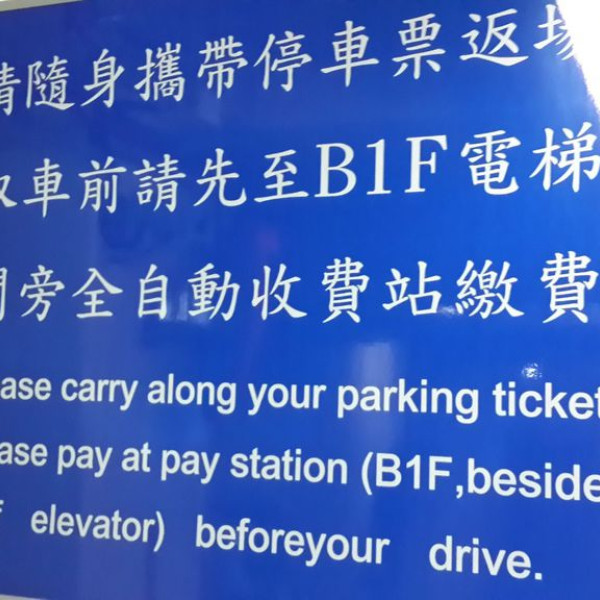 請隨身攜帶停車票返場
取車前請先至B1F電梯
間旁全自動收費站繳費
ase carry along your parking ticket
ase pay at pay station (B1F,beside
f elevator) beforeyour drive.